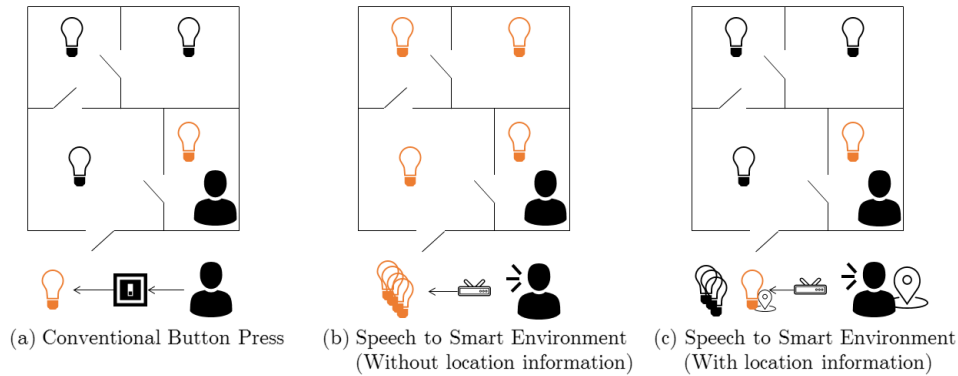 (a) Conventional Button Press
(b) Speech to Smart Environment
(Without location information)
(c) Speech to Smart Environment
(With location information)